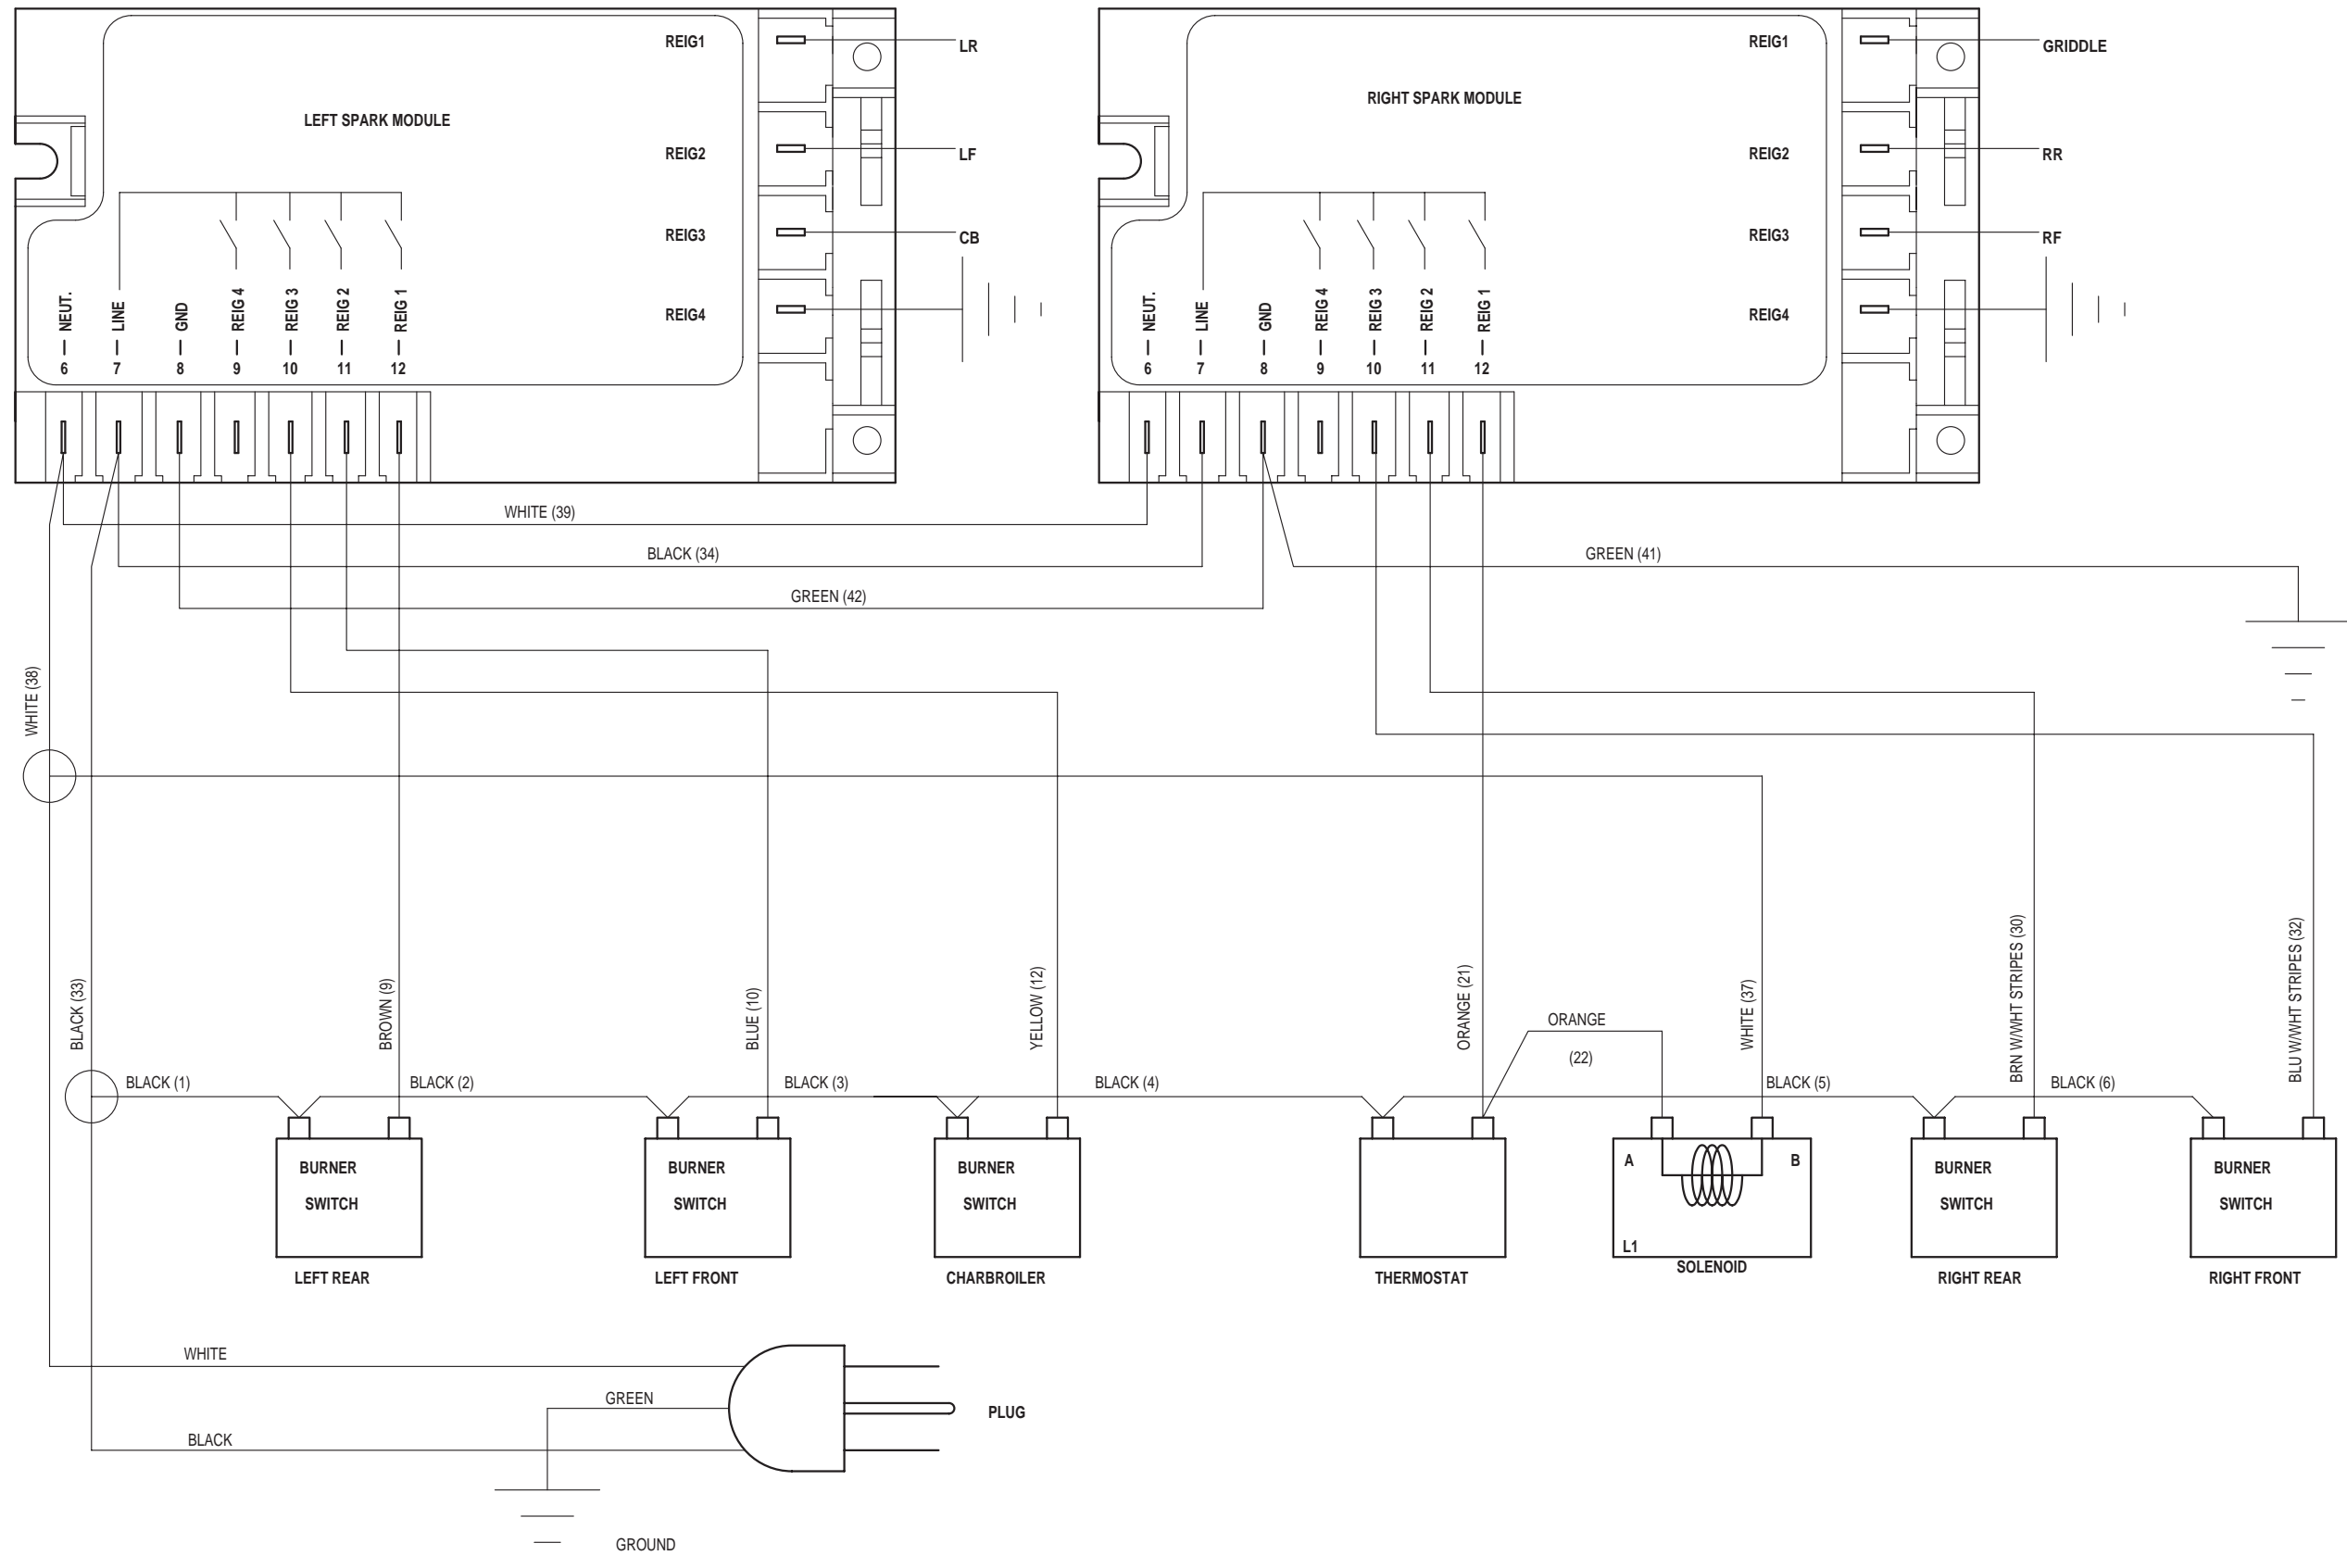 LEFT SPARK MODULE
REIG1
REIG2
REIG3
REIG4
LR
LF
CB
6 — NEUT.
7 — LINE
8 — GND
9 — REIG 4
10 — REIG 3
11 — REIG 2
12 — REIG 1
RIGHT SPARK MODULE
REIG1
REIG2
REIG3
REIG4
GRIDDLE
RR
RF
6 — NEUT.
7 — LINE
8 — GND
9 — REIG 4
10 — REIG 3
11 — REIG 2
12 — REIG 1
WHITE (39)
BLACK (34)
GREEN (41)
GREEN (42)
WHITE (38)
BLACK (33)
BROWN (9)
BLUE (10)
YELLOW (12)
ORANGE (21)
ORANGE
(22)
WHITE (37)
BRN W/WHT STRIPES (30)
BLU W/WHT STRIPES (32)
BLACK (1)
BLACK (2)
BLACK (3)
BLACK (4)
BLACK (5)
BLACK (6)
BURNER
SWITCH
LEFT REAR
BURNER
SWITCH
LEFT FRONT
BURNER
SWITCH
CHARBROILER
THERMOSTAT
A
B
L1
SOLENOID
BURNER
SWITCH
RIGHT REAR
BURNER
SWITCH
RIGHT FRONT
WHITE
GREEN
BLACK
PLUG
GROUND